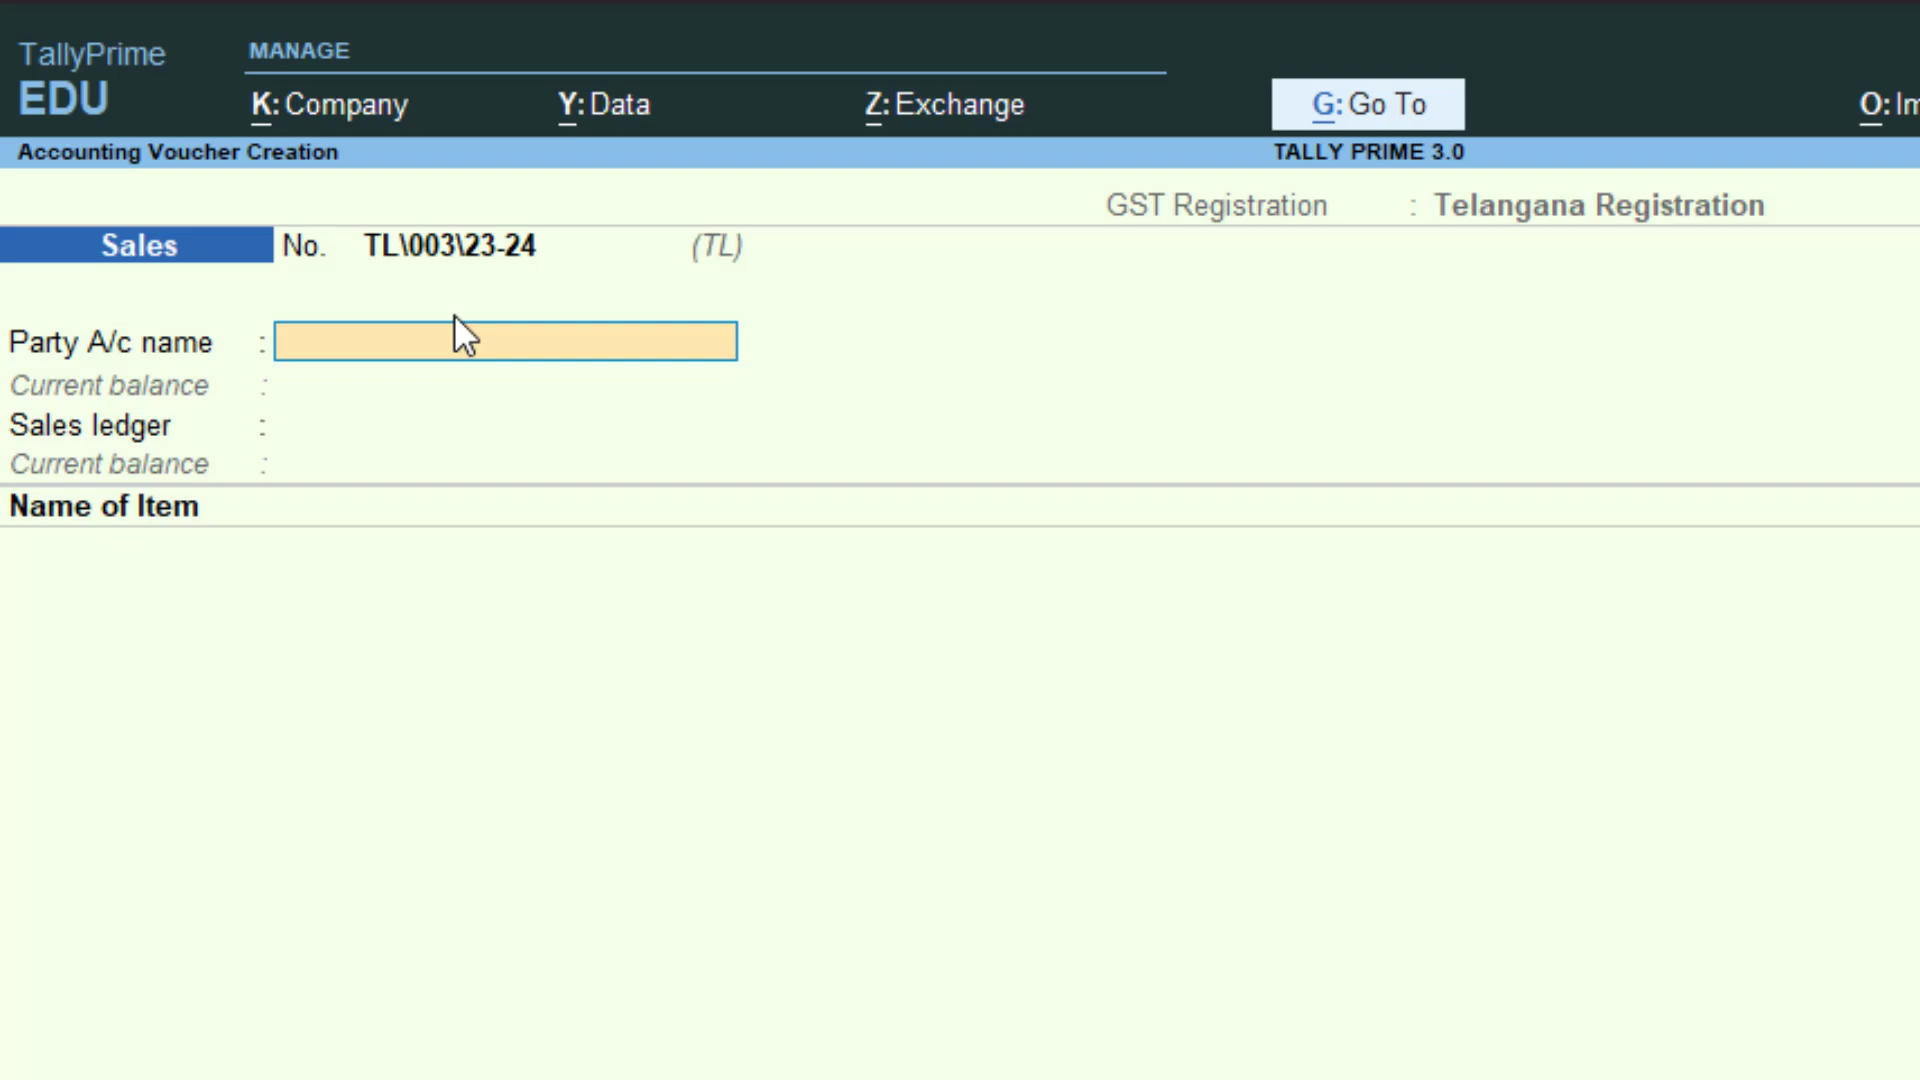 TallyPrime
EDU
MANAGE
K: Company Y: Data Z: Exchange G: Go To O: Im
Accounting Voucher Creation TALLY PRIME 3.0
GST Registration : Telangana Registration
Sales No. TL\003\23-24 (TL)
Party A/c name :
Current balance :
Sales ledger :
Current balance :
Name of Item